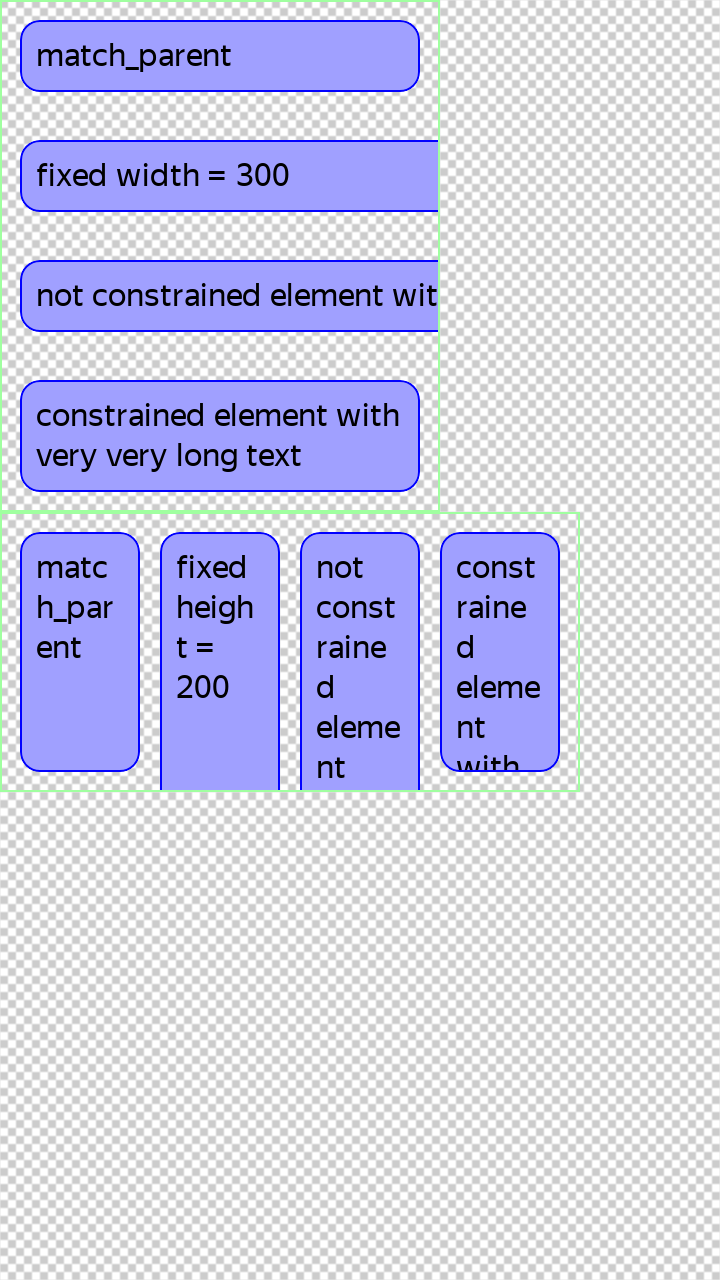 match_parent
fixed width = 300
not constrained element wit
constrained element with
very very long text
matc
h_par
ent
fixed
heigh
t =
200
not
const
raine
d
eleme
nt
const
raine
d
eleme
nt
with